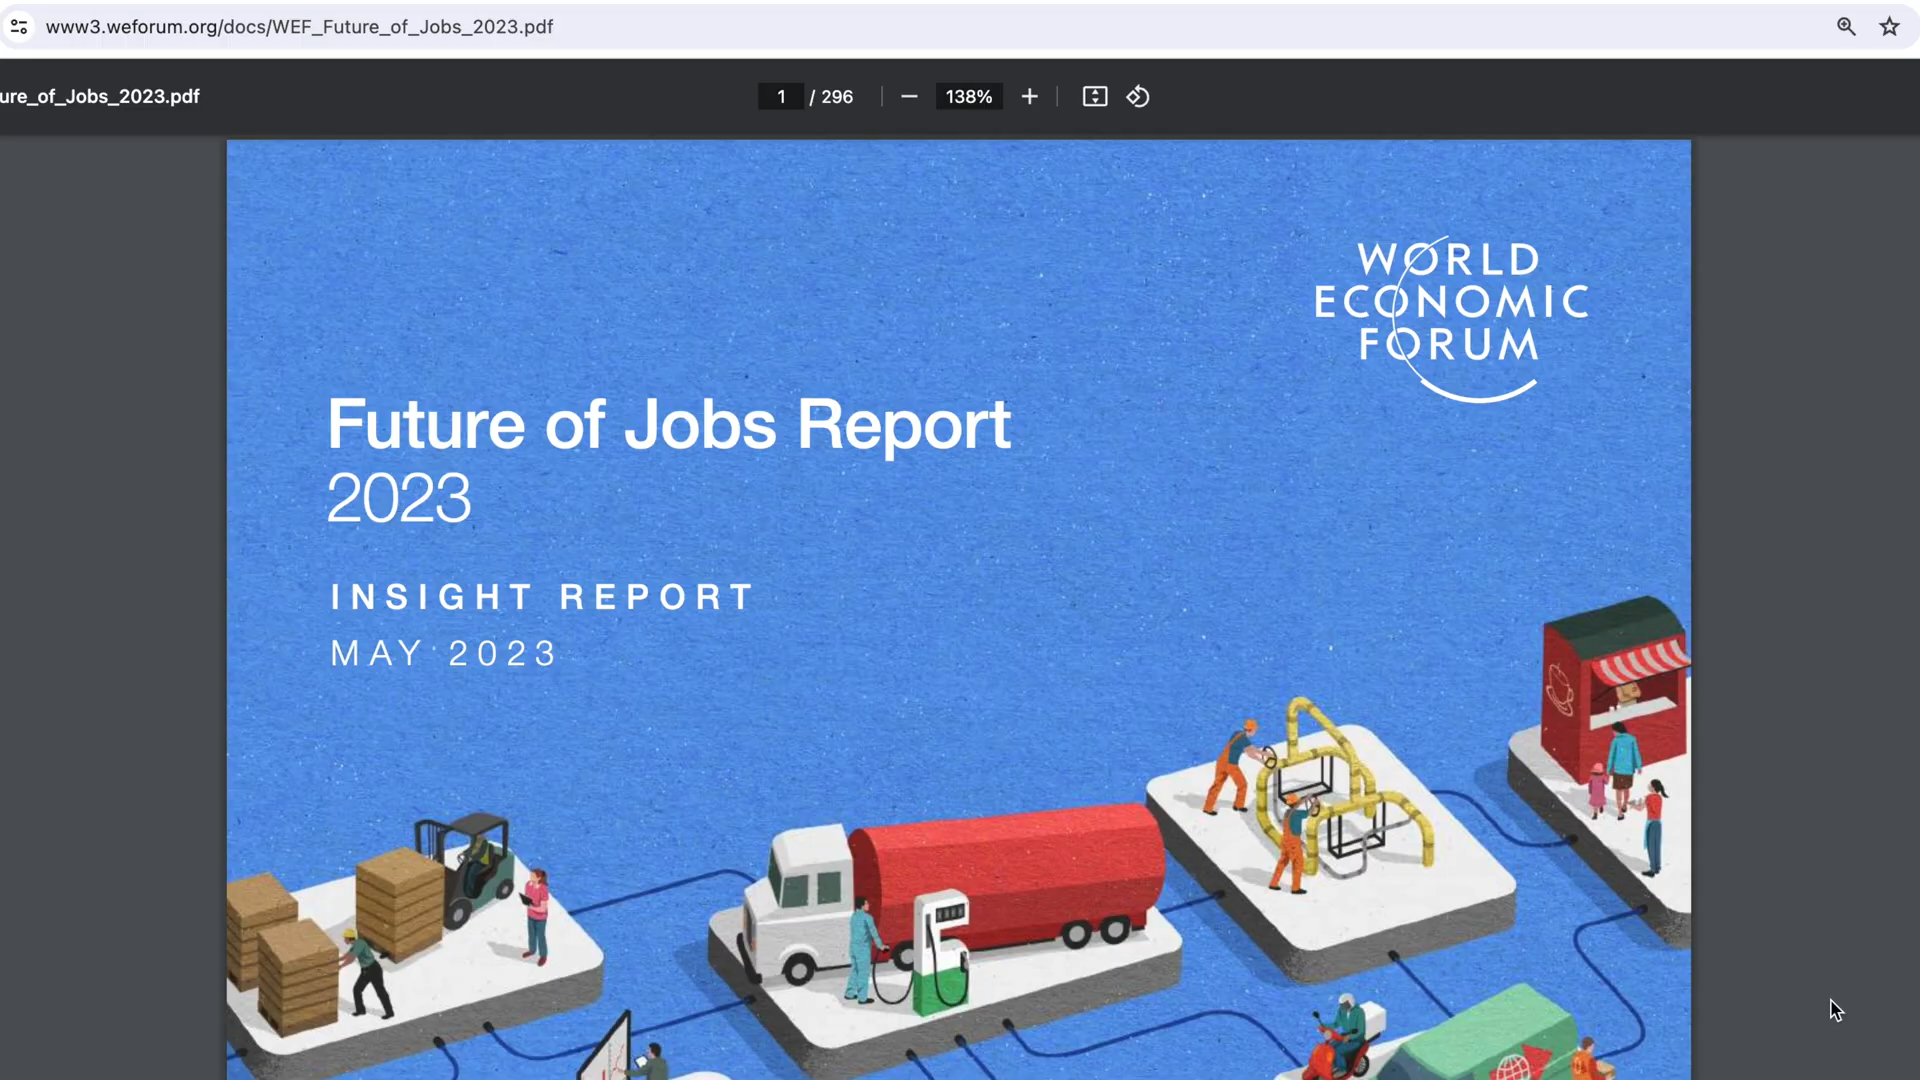 www3.weforum.org/docs/WEF_Future_of_Jobs_2023.pdf
ure_of_Jobs_2023.pdf
1 / 296
138%
WORLD
ECONOMIC
FORUM
Future of Jobs Report
2023
INSIGHT REPORT
MAY 2023